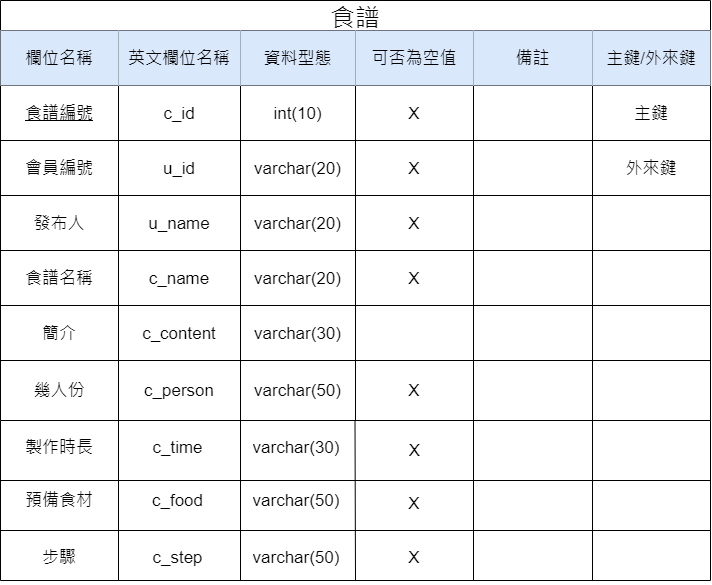 食譜
欄位名稱 英文欄位名稱 資料型態 可否為空值 備註 主鍵/外來鍵
食譜編號 c_id int(10) X 主鍵
會員編號 u_id varchar(20) X 外來鍵
發布人 u_name varchar(20) X
食譜名稱 c_name varchar(20) X
簡介 c_content varchar(30)
幾人份 c_person varchar(50) X
製作時長 c_time varchar(30) X
預備食材 c_food varchar(50) X
步驟 c_step varchar(50) X